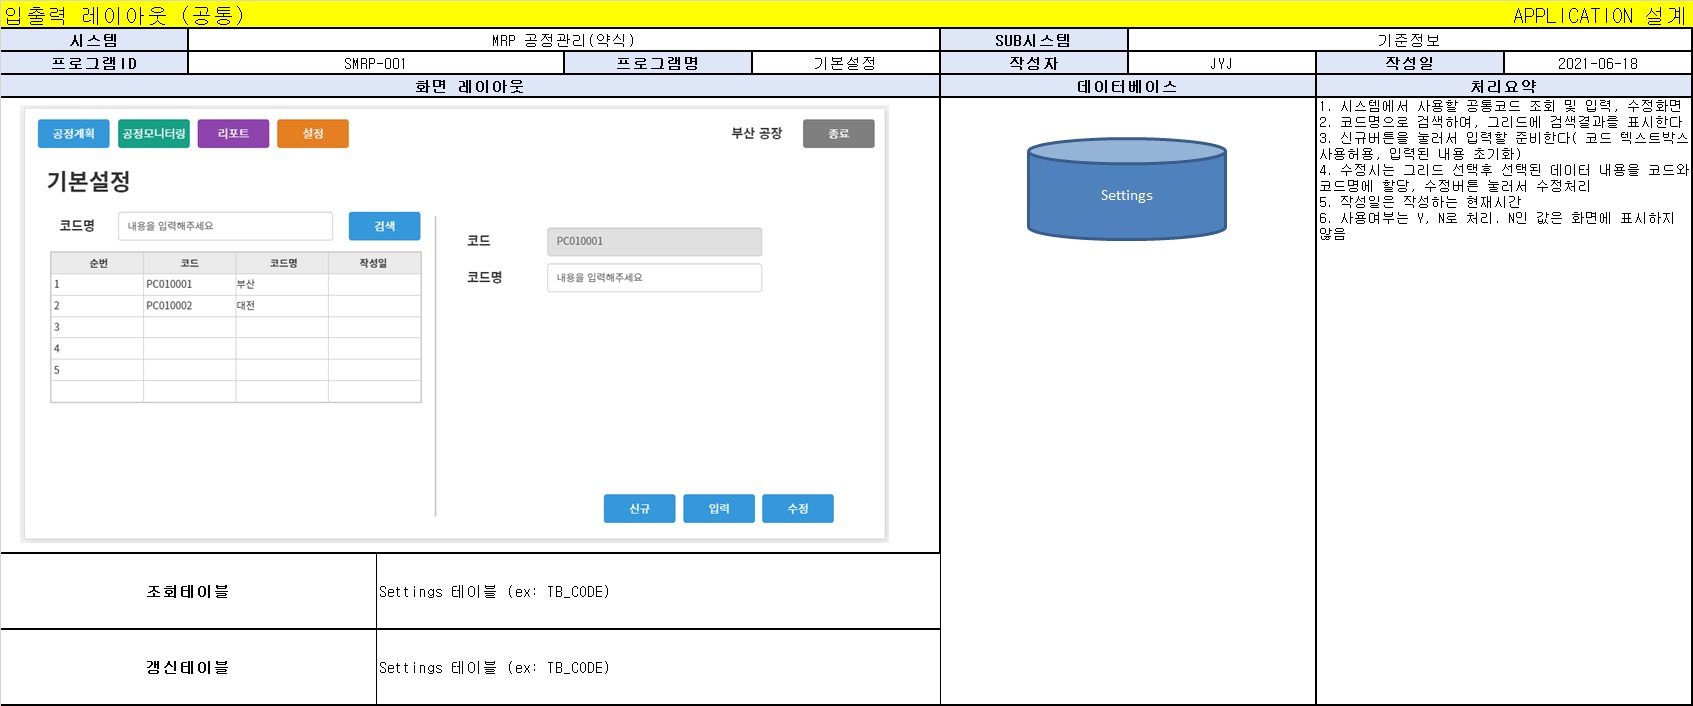 입출력 레이아웃 (공통) APPLICATION 설계
시스템 MRP 공정관리(약식) SUB시스템 기준정보
프로그램ID SMRP-001 프로그램명 기본설정 작성자 JYJ 작성일 2021-06-18
화면 레이아웃 데이터베이스 처리요약
공정계획 공정모니터링 리포트 설정 부산 공장 종료
기본설정
코드명 내용을 입력해주세요 검색
순번 코드 코드명 작성일
1 PC010001 부산
2 PC010002 대전
3
4
5
코드 PC010001
코드명 내용을 입력해주세요
신규 입력 수정
Settings
1. 시스템에서 사용할 공통코드 조회 및 입력, 수정화면
2. 코드명으로 검색하며, 그리드에 검색결과를 표시한다
3. 신규버튼을 눌러서 입력할 준비한다( 코드 텍스트박스
사용허용, 입력된 내용 초기화)
4. 수정시는 그리드 선택후 선택된 데이터 내용을 코드와
코드명에 할당, 수정버튼 눌러서 수정처리
5. 작성일은 작성하는 현재시간
6. 사용여부는 Y, N로 처리. N인 값은 화면에 표시하지
않음
조회테이블 Settings 테이블 (ex: TB_CODE)
갱신테이블 Settings 테이블 (ex: TB_CODE)